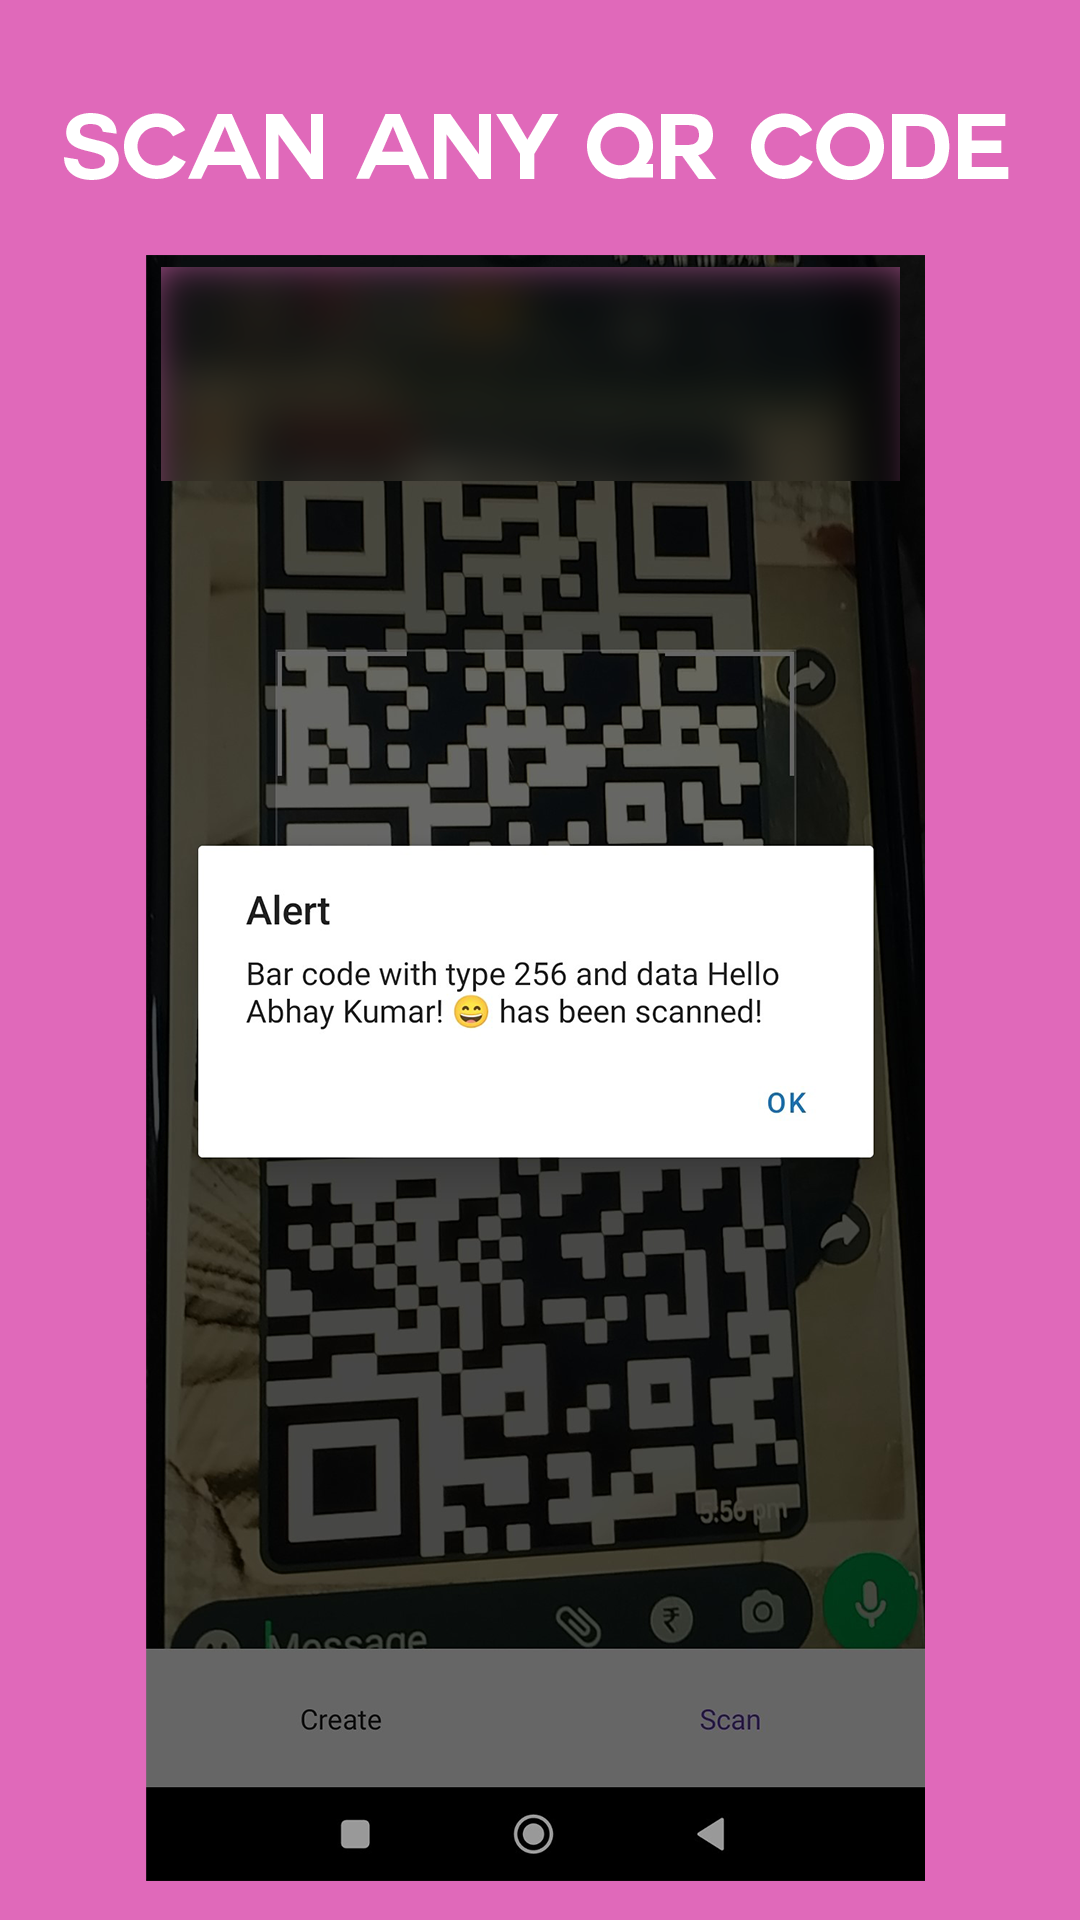 SCAN ANY QR CODE
Alert
Bar code with type 256 and data Hello
Abhay Kumar! 😄 has been scanned!
OK
5:56 pm
Message
Create
Scan